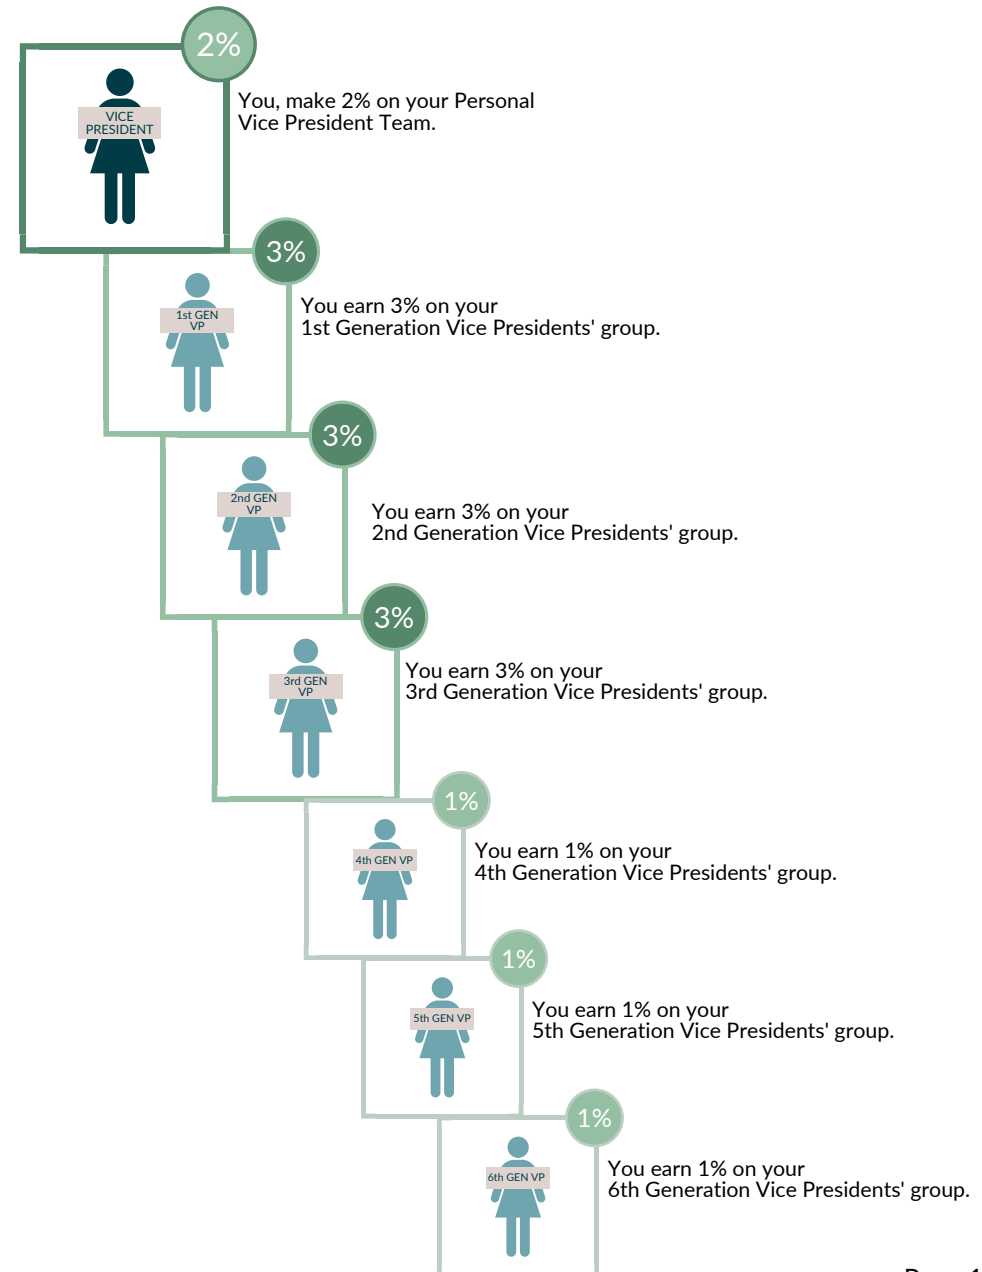 2%
VICE
PRESIDENT
You, make 2% on your Personal
Vice President Team.
3%
1st GEN
VP
You earn 3% on your
1st Generation Vice Presidents' group.
3%
2nd GEN
VP
You earn 3% on your
2nd Generation Vice Presidents' group.
3%
3rd GEN
VP
You earn 3% on your
3rd Generation Vice Presidents' group.
1%
4th GEN VP
You earn 1% on your
4th Generation Vice Presidents' group.
1%
5th GEN VP
You earn 1% on your
5th Generation Vice Presidents' group.
1%
6th GEN VP
You earn 1% on your
6th Generation Vice Presidents' group.